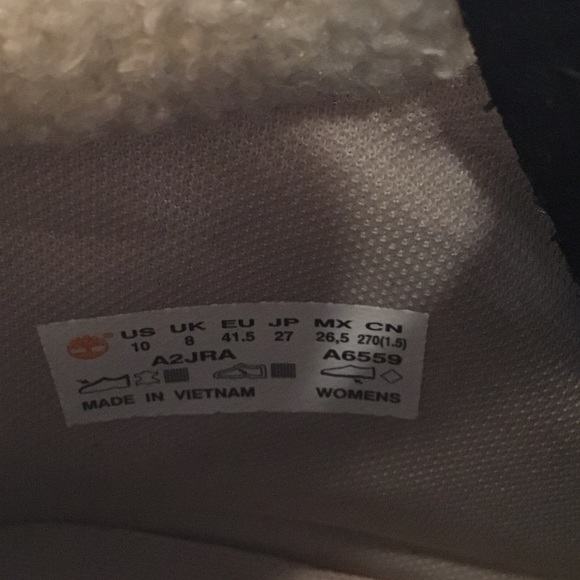 US UK EU JP MX CN
10 8 41.5 27 26,5 270(1.5)
A2JRA A6559
MADE IN VIETNAM WOMENS